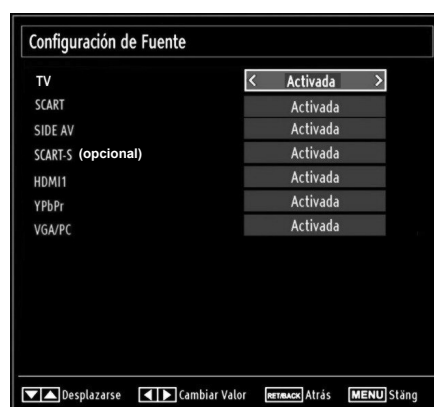 Configuración de Fuente
TV < Activada >
SCART Activada
SIDE AV Activada
SCART-S (opcional) Activada
HDMI1 Activada
YPbPr Activada
VGA/PC Activada
Desplazarse Cambiar Valor RET/BACK Atrás MENU Stäng